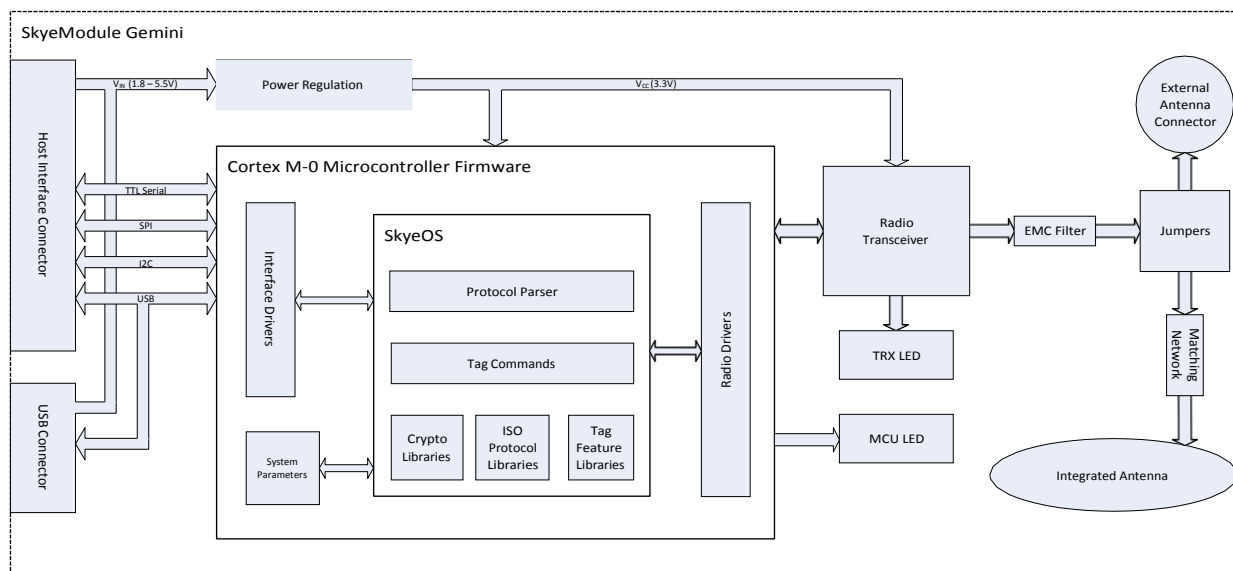 SkyeModule Gemini
Host Interface Connector
VIN (1.8 – 5.5V)
Power Regulation
VCC (3.3V)
External
Antenna
Connector
Cortex M-0 Microcontroller Firmware
TTL Serial
SPI
I2C
USB
Interface Drivers
SkyeOS
Protocol Parser
Tag Commands
Crypto
Libraries
ISO
Protocol
Libraries
Tag
Feature
Libraries
Radio Drivers
Radio
Transceiver
EMC Filter
Jumpers
TRX LED
Matching
Network
USB Connector
System
Parameters
MCU LED
Integrated Antenna